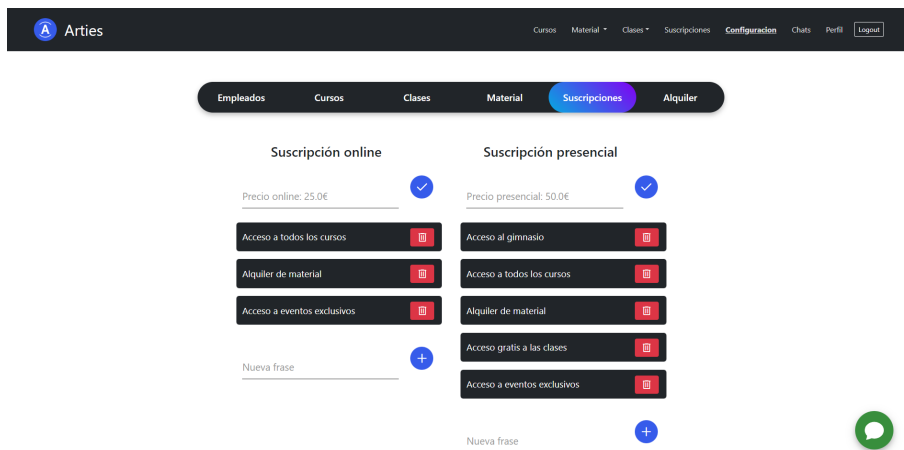 A Arties Cursos Material Clases Suscripciones Configuracion Chats Perfil Logout
Empleados Cursos Clases Material Suscripciones Alquiler
Suscripción online
Precio online: 25.0€
Acceso a todos los cursos
Alquiler de material
Acceso a eventos exclusivos
Nueva frase
Suscripción presencial
Precio presencial: 50.0€
Acceso al gimnasio
Acceso a todos los cursos
Alquiler de material
Acceso gratis a las clases
Acceso a eventos exclusivos
Nueva frase